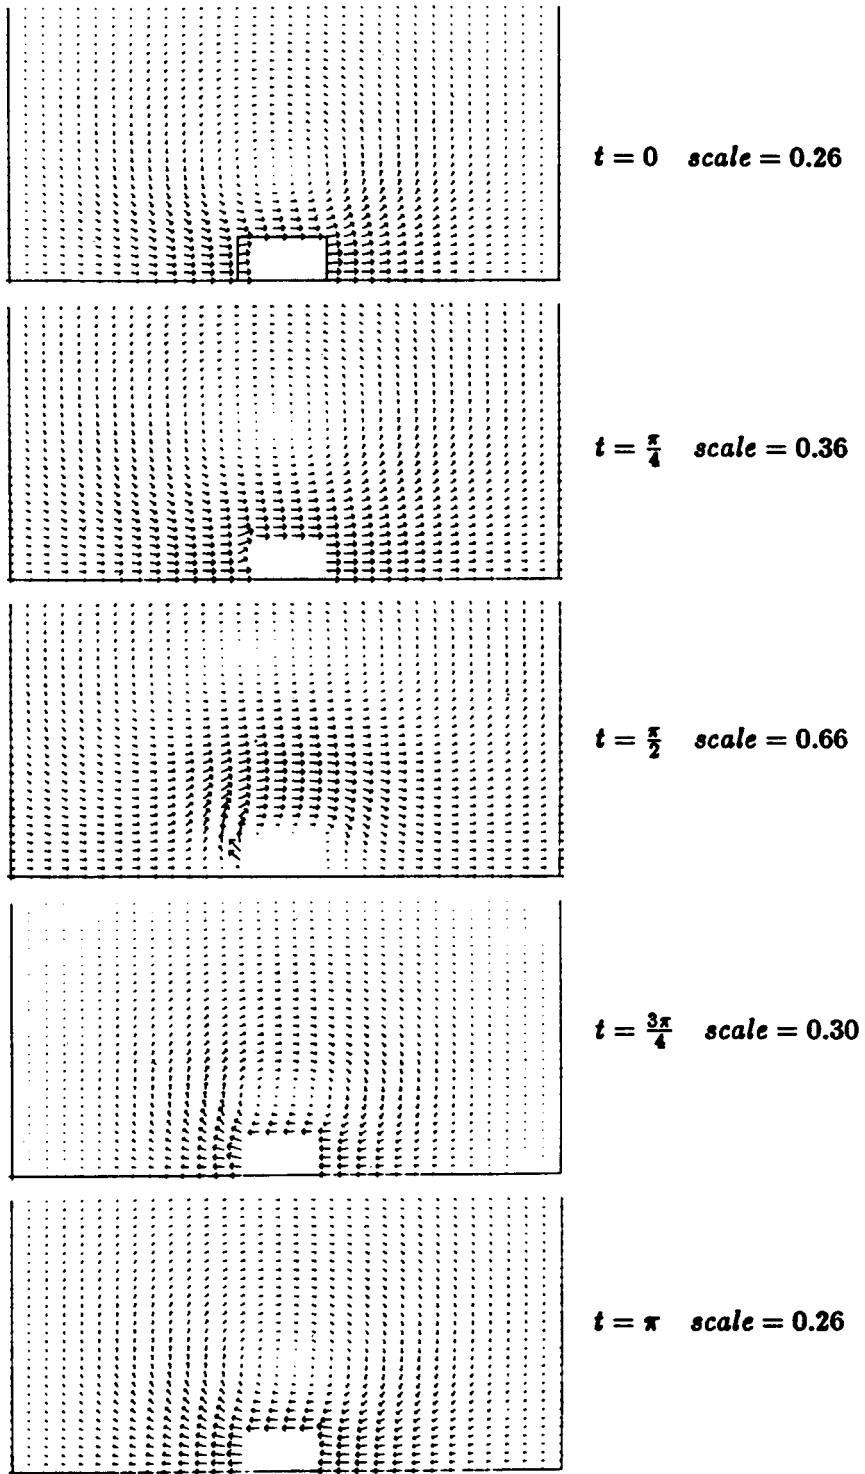 t = 0 scale = 0.26
t = π/4 scale = 0.36
t = π/2 scale = 0.66
t = 3π/4 scale = 0.30
t = π scale = 0.26